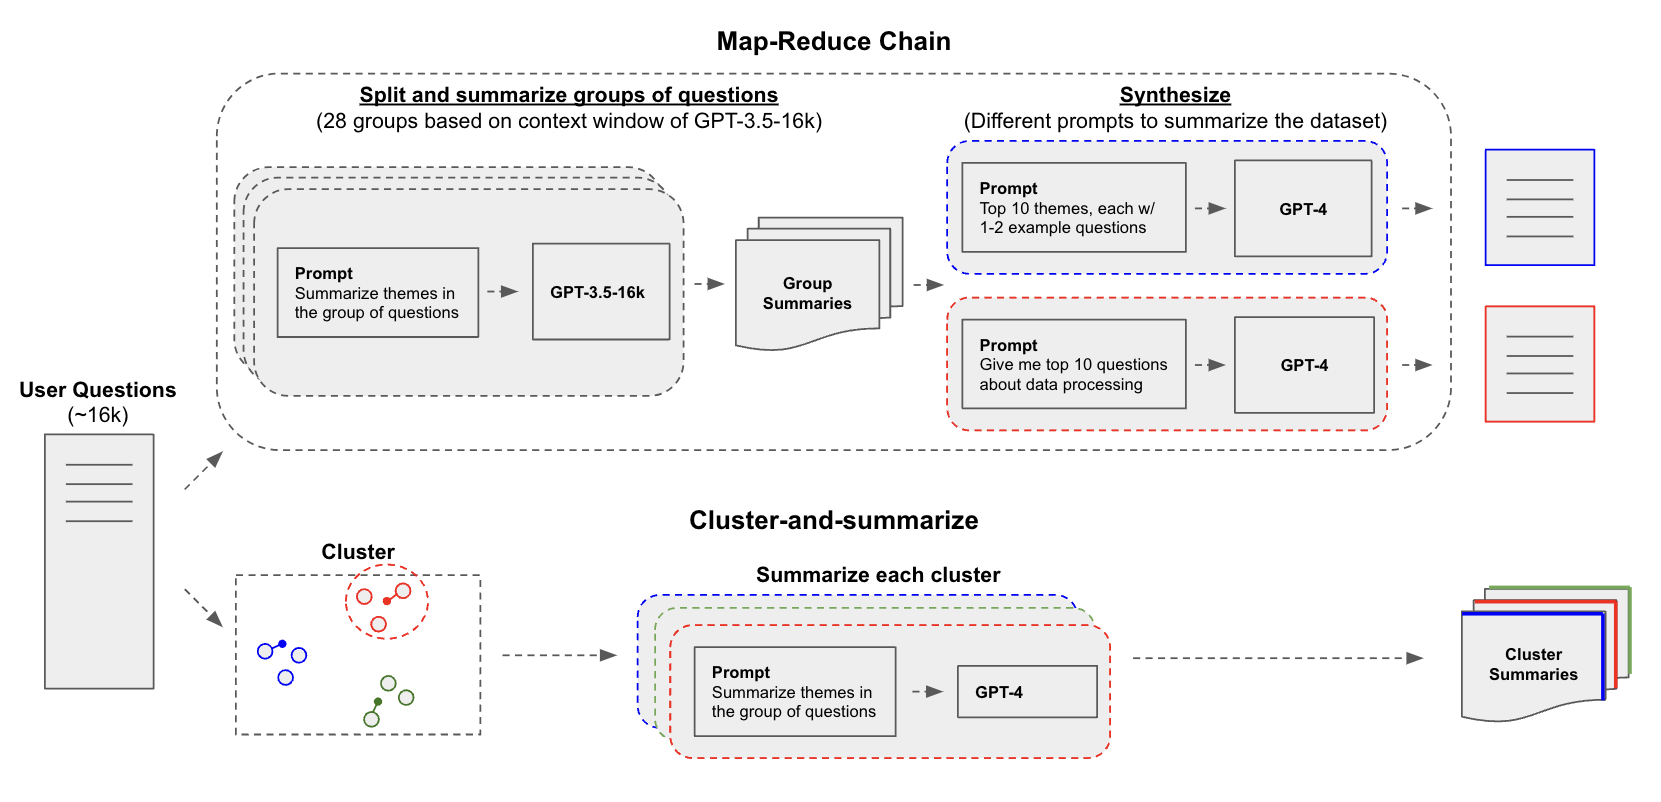 Map-Reduce Chain
Split and summarize groups of questions
(28 groups based on context window of GPT-3.5-16k)
Prompt
Summarize themes in
the group of questions
GPT-3.5-16k
Group
Summaries
Synthesize
(Different prompts to summarize the dataset)
Prompt
Top 10 themes, each w/
1-2 example questions
GPT-4
Prompt
Give me top 10 questions
about data processing
GPT-4
User Questions
(~16k)
Cluster-and-summarize
Cluster
Summarize each cluster
Prompt
Summarize themes in
the group of questions
GPT-4
Cluster
Summaries